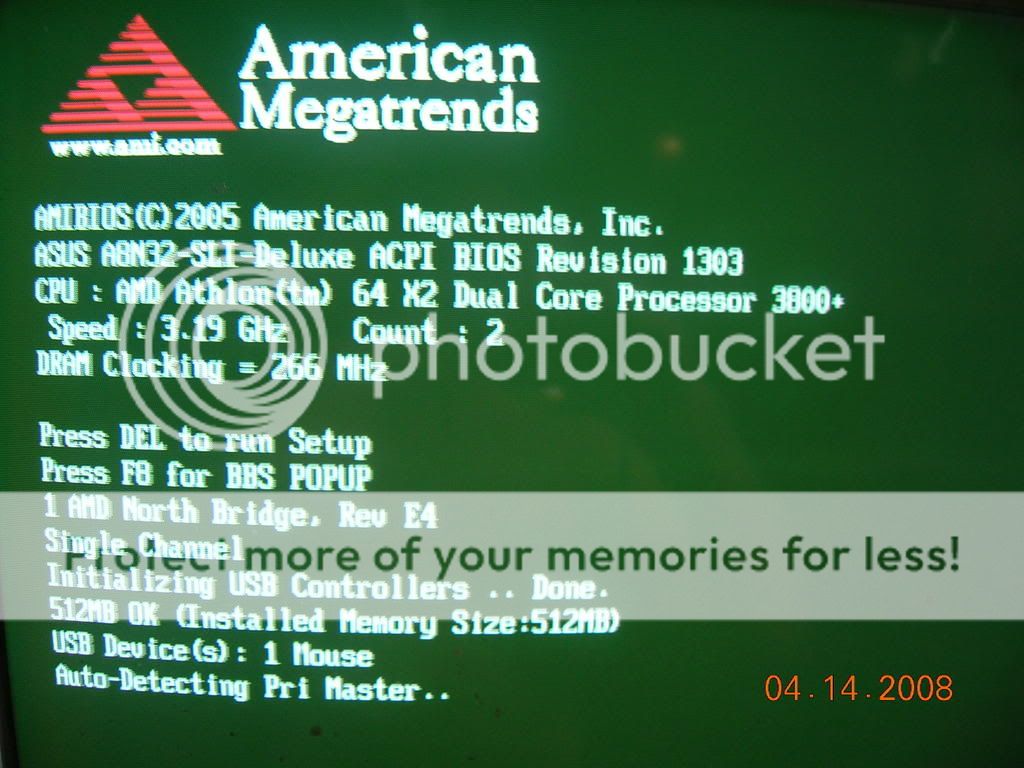 American
Megatrends
www.ami.com
AMIBIOS(C)2005 American Megatrends, Inc.
ASUS A8N32-SLI-Deluxe ACPI BIOS Revision 1303
CPU : AMD Athlon(tm) 64 X2 Dual Core Processor 3800+
Speed : 3.19 GHz Count : 2
DRAM Clocking = 266 MHz
photobucket
Press DEL to run Setup
Press F8 for BBS POPUP
1 AMD North Bridge, Rev E4
Single Channel
Protect more of your memories for less!
Initializing USB Controllers .. Done.
512MB OK (Installed Memory Size:512MB)
USB Device(s): 1 Mouse
Auto-Detecting Pri Master..
04.14.2008